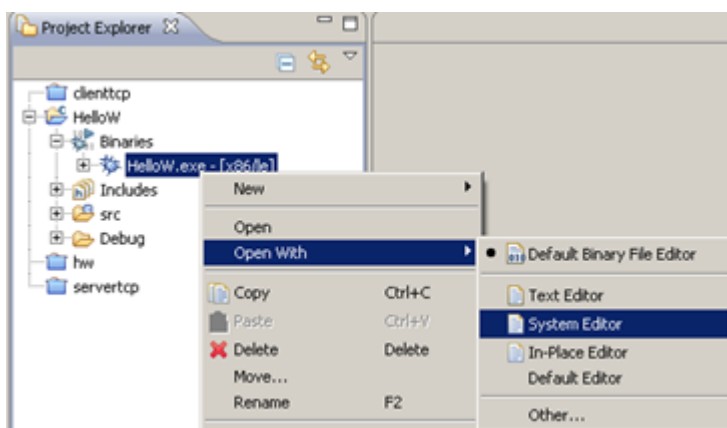 Project Explorer
clienttcp
HelloW
Binaries
HelloW.exe - [x86/le]
Includes
src
Debug
hw
servertcp
New
Open
Open With
Copy Ctrl+C
Paste Ctrl+V
Delete Delete
Move...
Rename F2
Default Binary File Editor
Text Editor
System Editor
In-Place Editor
Default Editor
Other...